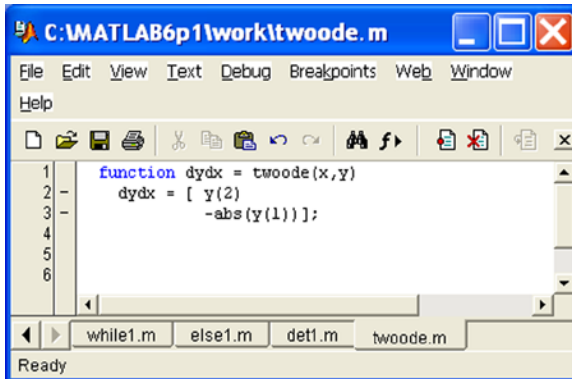 C:\MATLAB6p1\work\twoode.m
File Edit View Text Debug Breakpoints Web Window
Help
1 function dydx = twoode(x,y)
2 - dydx = [ y(2)
3 - -abs(y(1))];
4
5
6
while1.m else1.m det1.m twoode.m
Ready